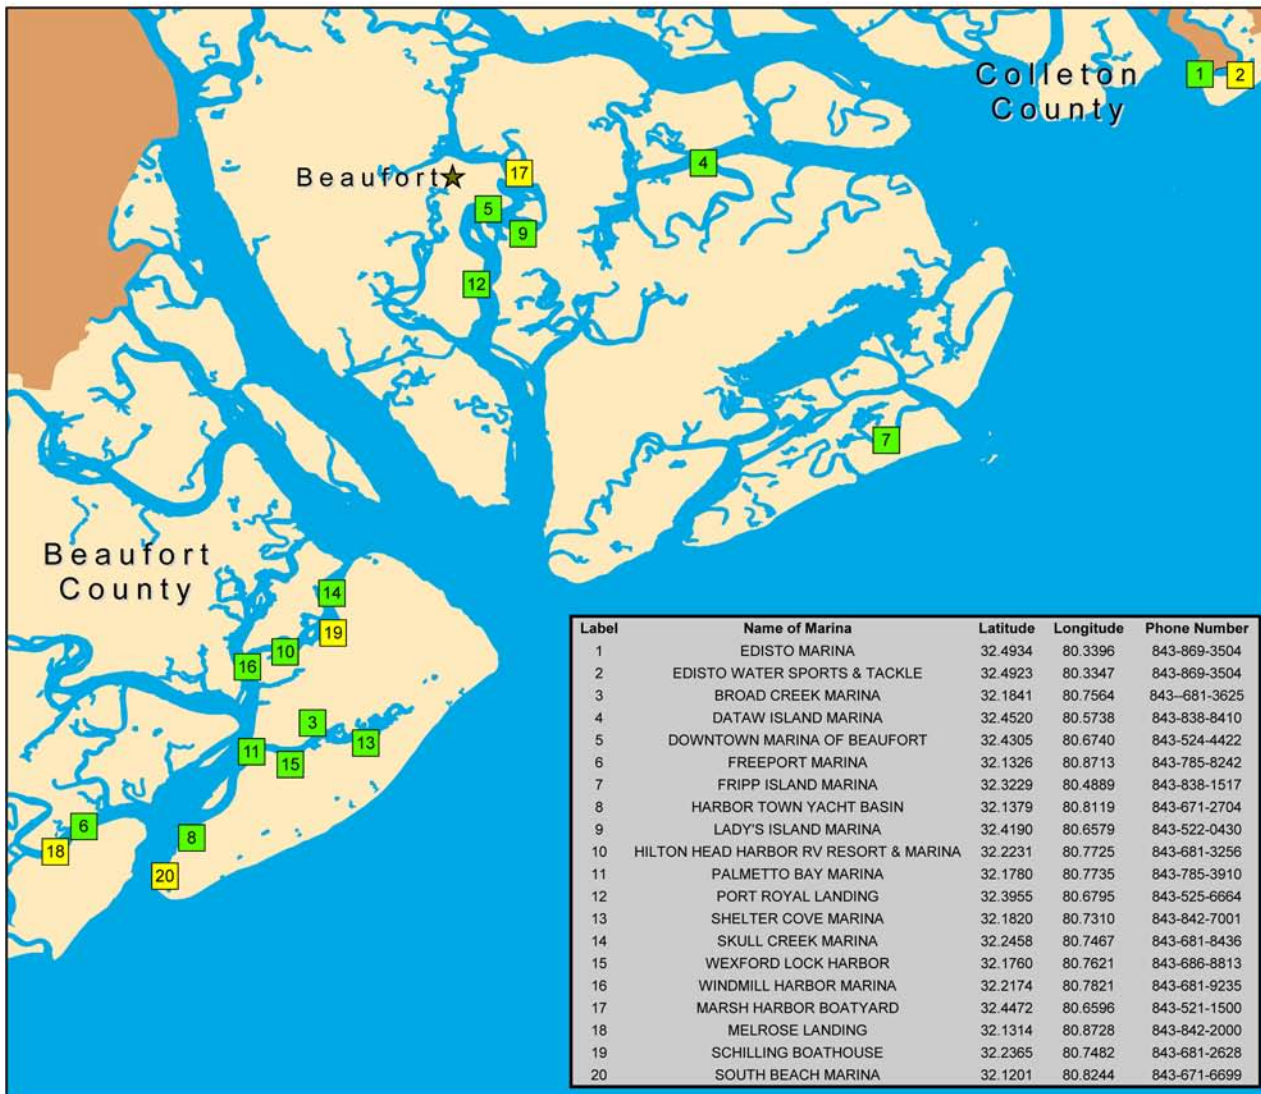 Colleton
County
1
2
17
4
Beaufort
5
9
12
7
Beaufort
County
14
19
10
16
3
13
11
15
6
8
18
20
Label Name of Marina Latitude Longitude Phone Number
1 EDISTO MARINA 32.4934 80.3396 843-869-3504
2 EDISTO WATER SPORTS & TACKLE 32.4923 80.3347 843-869-3504
3 BROAD CREEK MARINA 32.1841 80.7564 843--681-3625
4 DATAW ISLAND MARINA 32.4520 80.5738 843-838-8410
5 DOWNTOWN MARINA OF BEAUFORT 32.4305 80.6740 843-524-4422
6 FREEPORT MARINA 32.1326 80.8713 843-785-8242
7 FRIPP ISLAND MARINA 32.3229 80.4889 843-838-1517
8 HARBOR TOWN YACHT BASIN 32.1379 80.8119 843-671-2704
9 LADY'S ISLAND MARINA 32.4190 80.6579 843-522-0430
10 HILTON HEAD HARBOR RV RESORT & MARINA 32.2231 80.7725 843-681-3256
11 PALMETTO BAY MARINA 32.1780 80.7735 843-785-3910
12 PORT ROYAL LANDING 32.3955 80.6795 843-525-6664
13 SHELTER COVE MARINA 32.1820 80.7310 843-842-7001
14 SKULL CREEK MARINA 32.2458 80.7467 843-681-8436
15 WEXFORD LOCK HARBOR 32.1760 80.7621 843-686-8813
16 WINDMILL HARBOR MARINA 32.2174 80.7821 843-681-9235
17 MARSH HARBOR BOATYARD 32.4472 80.6596 843-521-1500
18 MELROSE LANDING 32.1314 80.8728 843-842-2000
19 SCHILLING BOATHOUSE 32.2365 80.7482 843-681-2628
20 SOUTH BEACH MARINA 32.1201 80.8244 843-671-6699